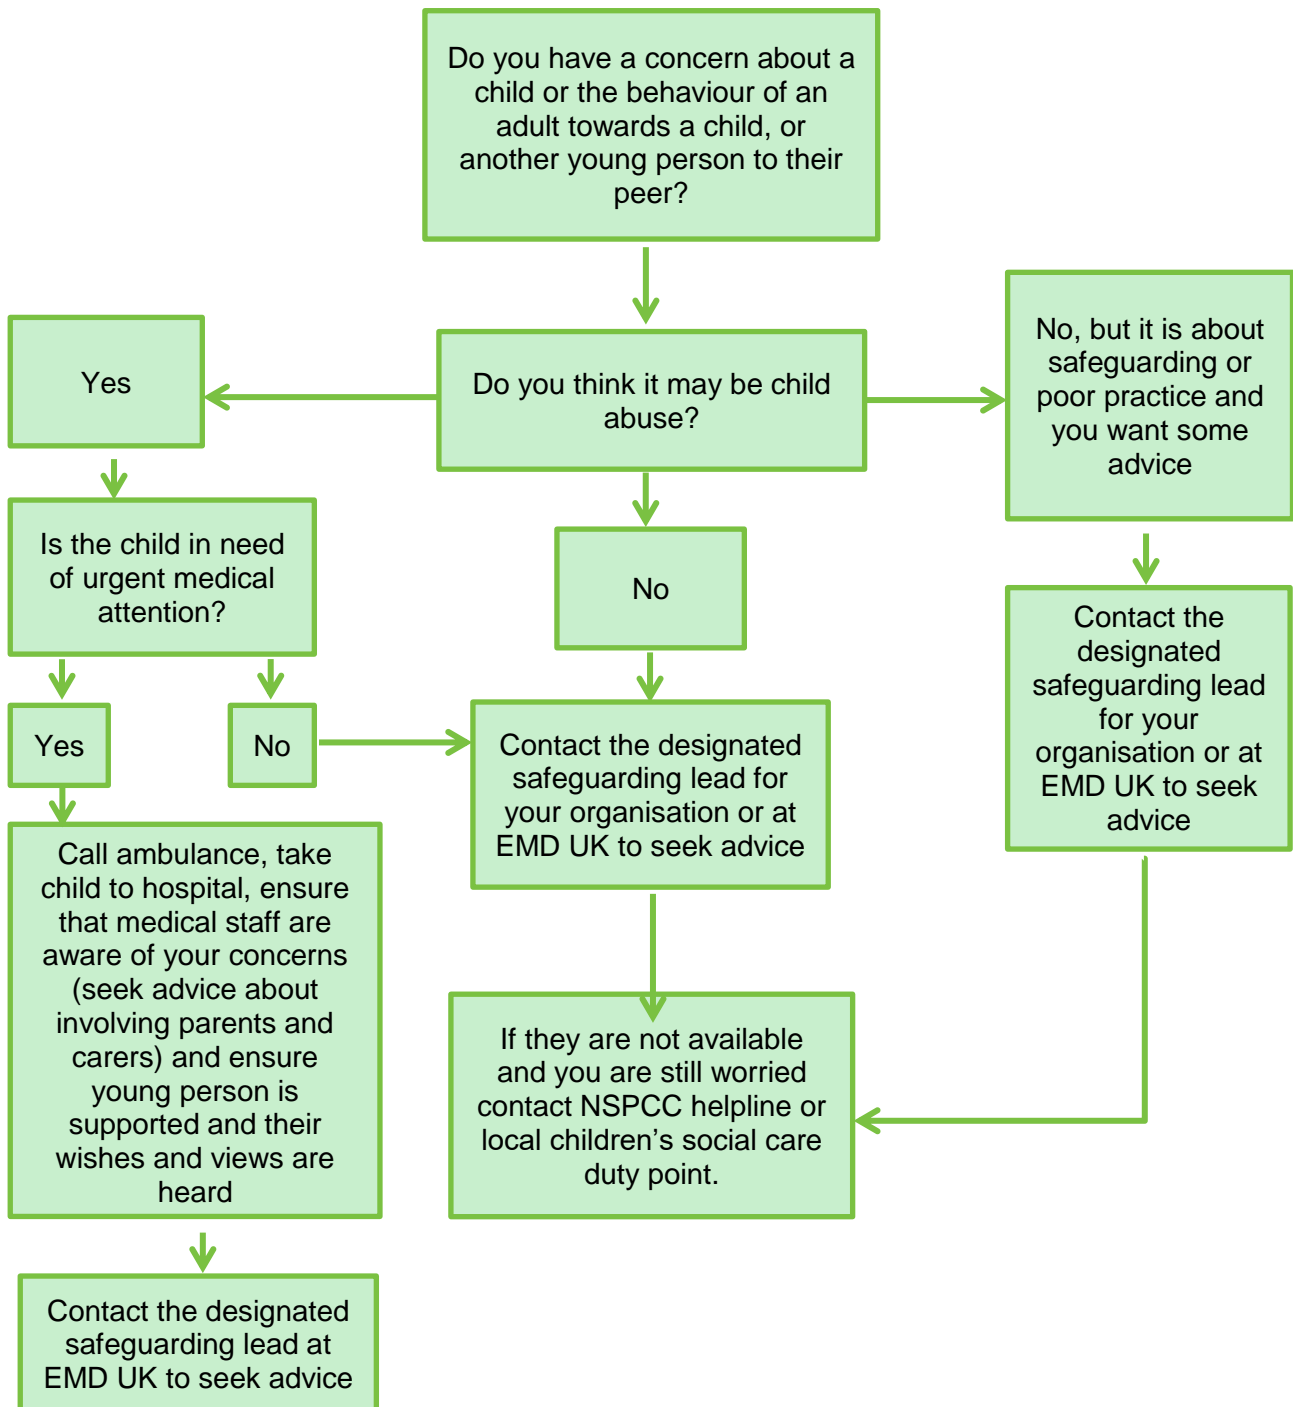 Do you have a concern about a
child or the behaviour of an
adult towards a child, or
another young person to their
peer?
Yes
Do you think it may be child
abuse?
No, but it is about
safeguarding or
poor practice and
you want some
advice
Is the child in need
of urgent medical
attention?
No
Contact the
designated
safeguarding lead
for your
organisation or at
EMD UK to seek
advice
Yes
No
Contact the designated
safeguarding lead for
your organisation or at
EMD UK to seek advice
Call ambulance, take
child to hospital, ensure
that medical staff are
aware of your concerns
(seek advice about
involving parents and
carers) and ensure
young person is
supported and their
wishes and views are
heard
If they are not available
and you are still worried
contact NSPCC helpline or
local children’s social care
duty point.
Contact the designated
safeguarding lead at
EMD UK to seek advice